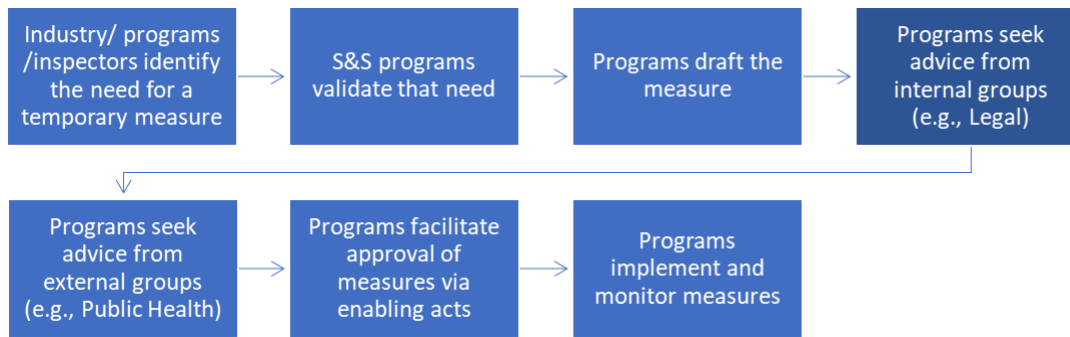 Industry/ programs
/inspectors identify
the need for a
temporary measure
S&S programs
validate that need
Programs draft the
measure
Programs seek
advice from
internal groups
(e.g., Legal)
Programs seek
advice from
external groups
(e.g., Public Health)
Programs facilitate
approval of
measures via
enabling acts
Programs
implement and
monitor measures